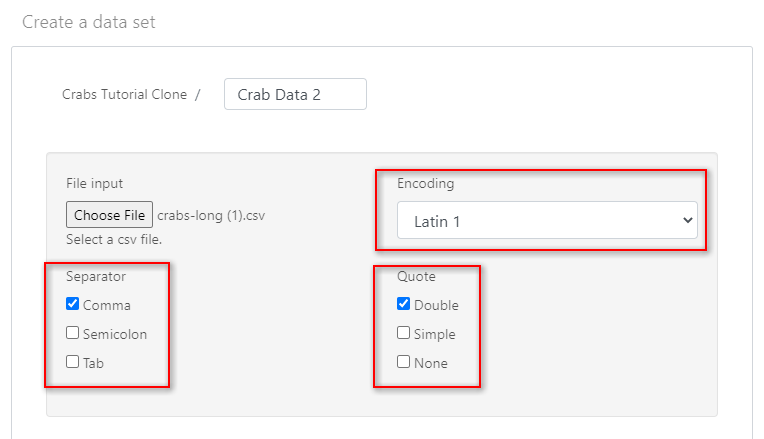 Create a data set
Crabs Tutorial Clone / Crab Data 2
File input
Choose File crabs-long (1).csv
Select a csv file.
Encoding
Latin 1
Separator
Comma
Semicolon
Tab
Quote
Double
Simple
None